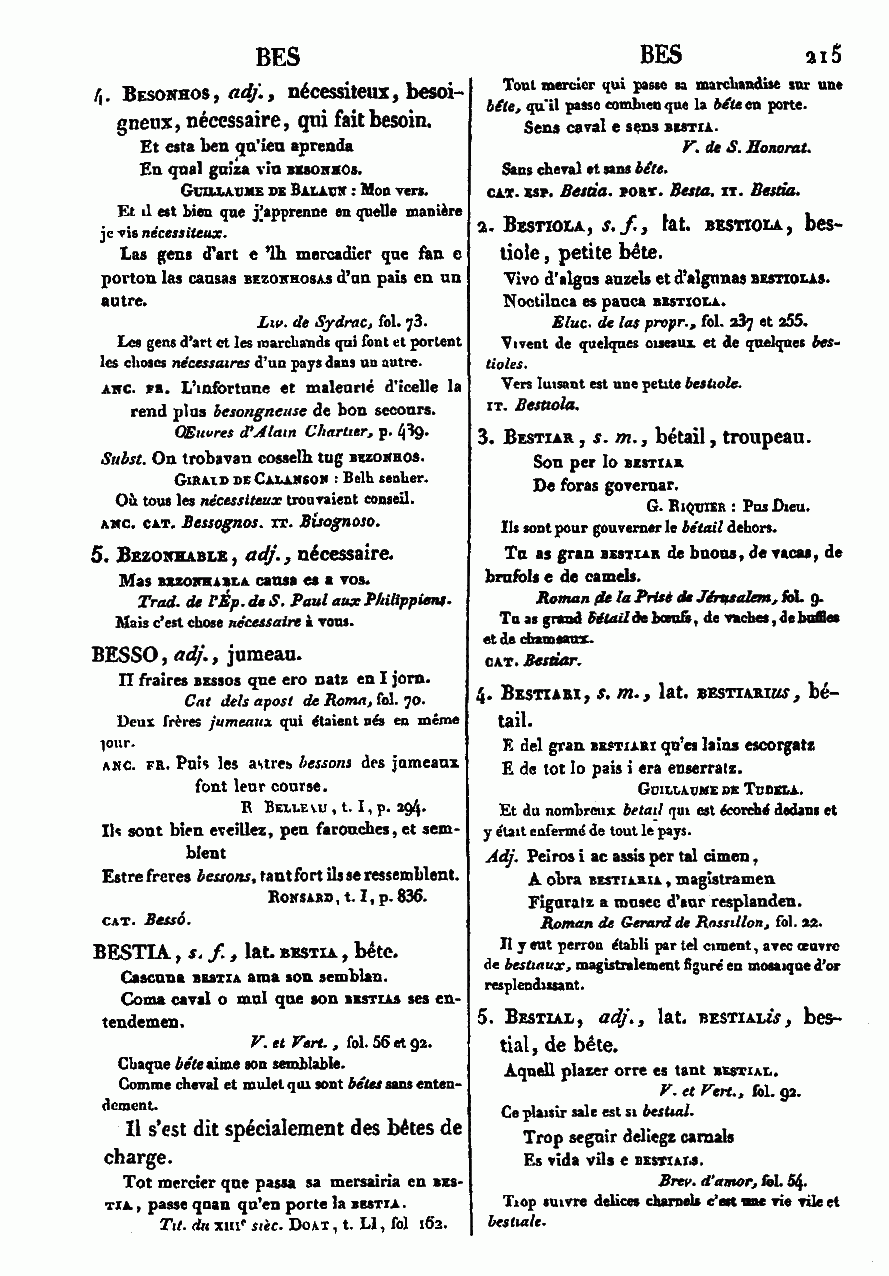 BES
BES 215
4. BESONHOS, adj., nécessiteux, besoi-
gneux, nécessaire, qui fait besoin.
Et esta ben qu'ieu aprenda
En qual guiza viu BESONHOS.
GUILLAUME DE BALAUN : Mon vers.
Et il est bien que j'apprenne en quelle manière
je vis nécessiteux.
Las gens d'art e 'lh mercadier que fan e
porton las causas BEZONHOSAS d'un pais en un
autre.
Liv. de Sydrac, fol. 73.
Les gens d'art et les marchands qui font et portent
les choses nécessaires d'un pays dans un autre.
ANC. FR. L'infortune et maleurté d'icelle la
rend plus besongneuse de bon secours.
Œuvres d'Alain Chartier, p. 439.
Subst. On trobavan cosselh tug BEZONHOS.
GIRAUD DE CALANSON : Belh senher.
Où tous les nécessiteux trouvaient conseil.
ANC. CAT. Bessognos. IT. Bisognoso.
5. BEZONHABLE, adj., nécessaire.
Mas BEZONHABLA causa es a vos.
Trad. de l'Ép. de S. Paul aux Philippiens.
Mais c'est chose nécessaire à vous.
BESSO, adj., jumeau.
II fraires BESSOS que ero natz en I jorn.
Cat dels apost de Roma, fol. 70.
Deux frères jumeaux qui étaient nés en même
jour.
ANC. FR. Puis les astres bessons des jumeaux
font leur course.
R BELLEAU, t. I, p. 294.
Ils sont bien eveillez, peu farouches, et sem-
blent
Estre freres bessons, tant fort ils se ressemblent.
RONSARD, t. I, p. 836.
CAT. Bessó.
BESTIA, s. f., lat. BESTIA, bête.
Cascuna BESTIA ama son semblan.
Coma caval o mul que son BESTIAS ses en-
tendemen.
V. et Vert., fol. 56 et 92.
Chaque bête aime son semblable.
Comme cheval et mulet qui sont bêtes sans enten-
dement.
Il s'est dit spécialement des bêtes de
charge.
Tot mercier que passa sa mersairia en BES-
TIA, passe quan qu'en porte la BESTIA.
Tit. du XIIIe sièc. DOAT, t. LI, fol 162.
Tout mercier qui passe sa marchandise sur une
bête, qu'il passe combien que la bête en porte.
Sens caval e sens BESTIA.
V. de S. Honorat.
Sans cheval et sans bête.
CAT. ESP. Bestia. PORT. Besta. IT. Bestia.
2. BESTIOLA, s. f., lat. BESTIOLA, bes-
tiole, petite bête.
Vivo d'algus auzels et d'algunas BESTIOLAS.
Noctiluca es pauca BESTIOLA.
Eluc. de las propr., fol. 237 et 255.
Vivent de quelques oiseaux et de quelques bes-
tioles.
Vers luisant est une petite bestiole.
IT. Bestiola.
3. BESTIAR, s. m., bétail, troupeau.
Son per lo BESTIAR
De foras governar.
G. RIQUIER : Pus Dieu.
Ils sont pour gouverner le bétail dehors.
Tu as gran BESTIAR de buous, de vacas, de
brufols e de camels.
Roman de la Prise de Jérusalem, fol. 9.
Tu as grand bétail de bœufs, de vaches, de buffles
et de chameaux.
CAT. Bestiar.
4. BESTIARI, s. m., lat. BESTIARIUS, bé-
tail.
E del gran BESTIARI qu'es lains escorgatz
E de tot lo pais i era enserratz.
GUILLAUME DE TUDELA.
Et du nombreux betail qui est écorché dedans et
y était enfermé de tout le pays.
Adj. Peiros i ac assis per tal cimen,
A obra BESTIARIA, magistramen
Figuratz a musec d'aur resplanden.
Roman de Gerard de Rossillon, fol. 22.
Il y eut perron établi par tel ciment, avec œuvre
de bestiaux, magistralement figuré en mosaique d'or
resplendissant.
5. BESTIAL, adj., lat. BESTIALis, bes-
tial, de bête.
Aquell plazer orre es tant BESTIAL.
V. et Vert., fol. 92.
Ce plaisir sale est si bestial.
Trop seguir deliegz carnals
Es vida vils e BESTIALS.
Brev. d'amor, fol. 54.
Trop suivre delices charnels c'est une vie vile et
bestiale.